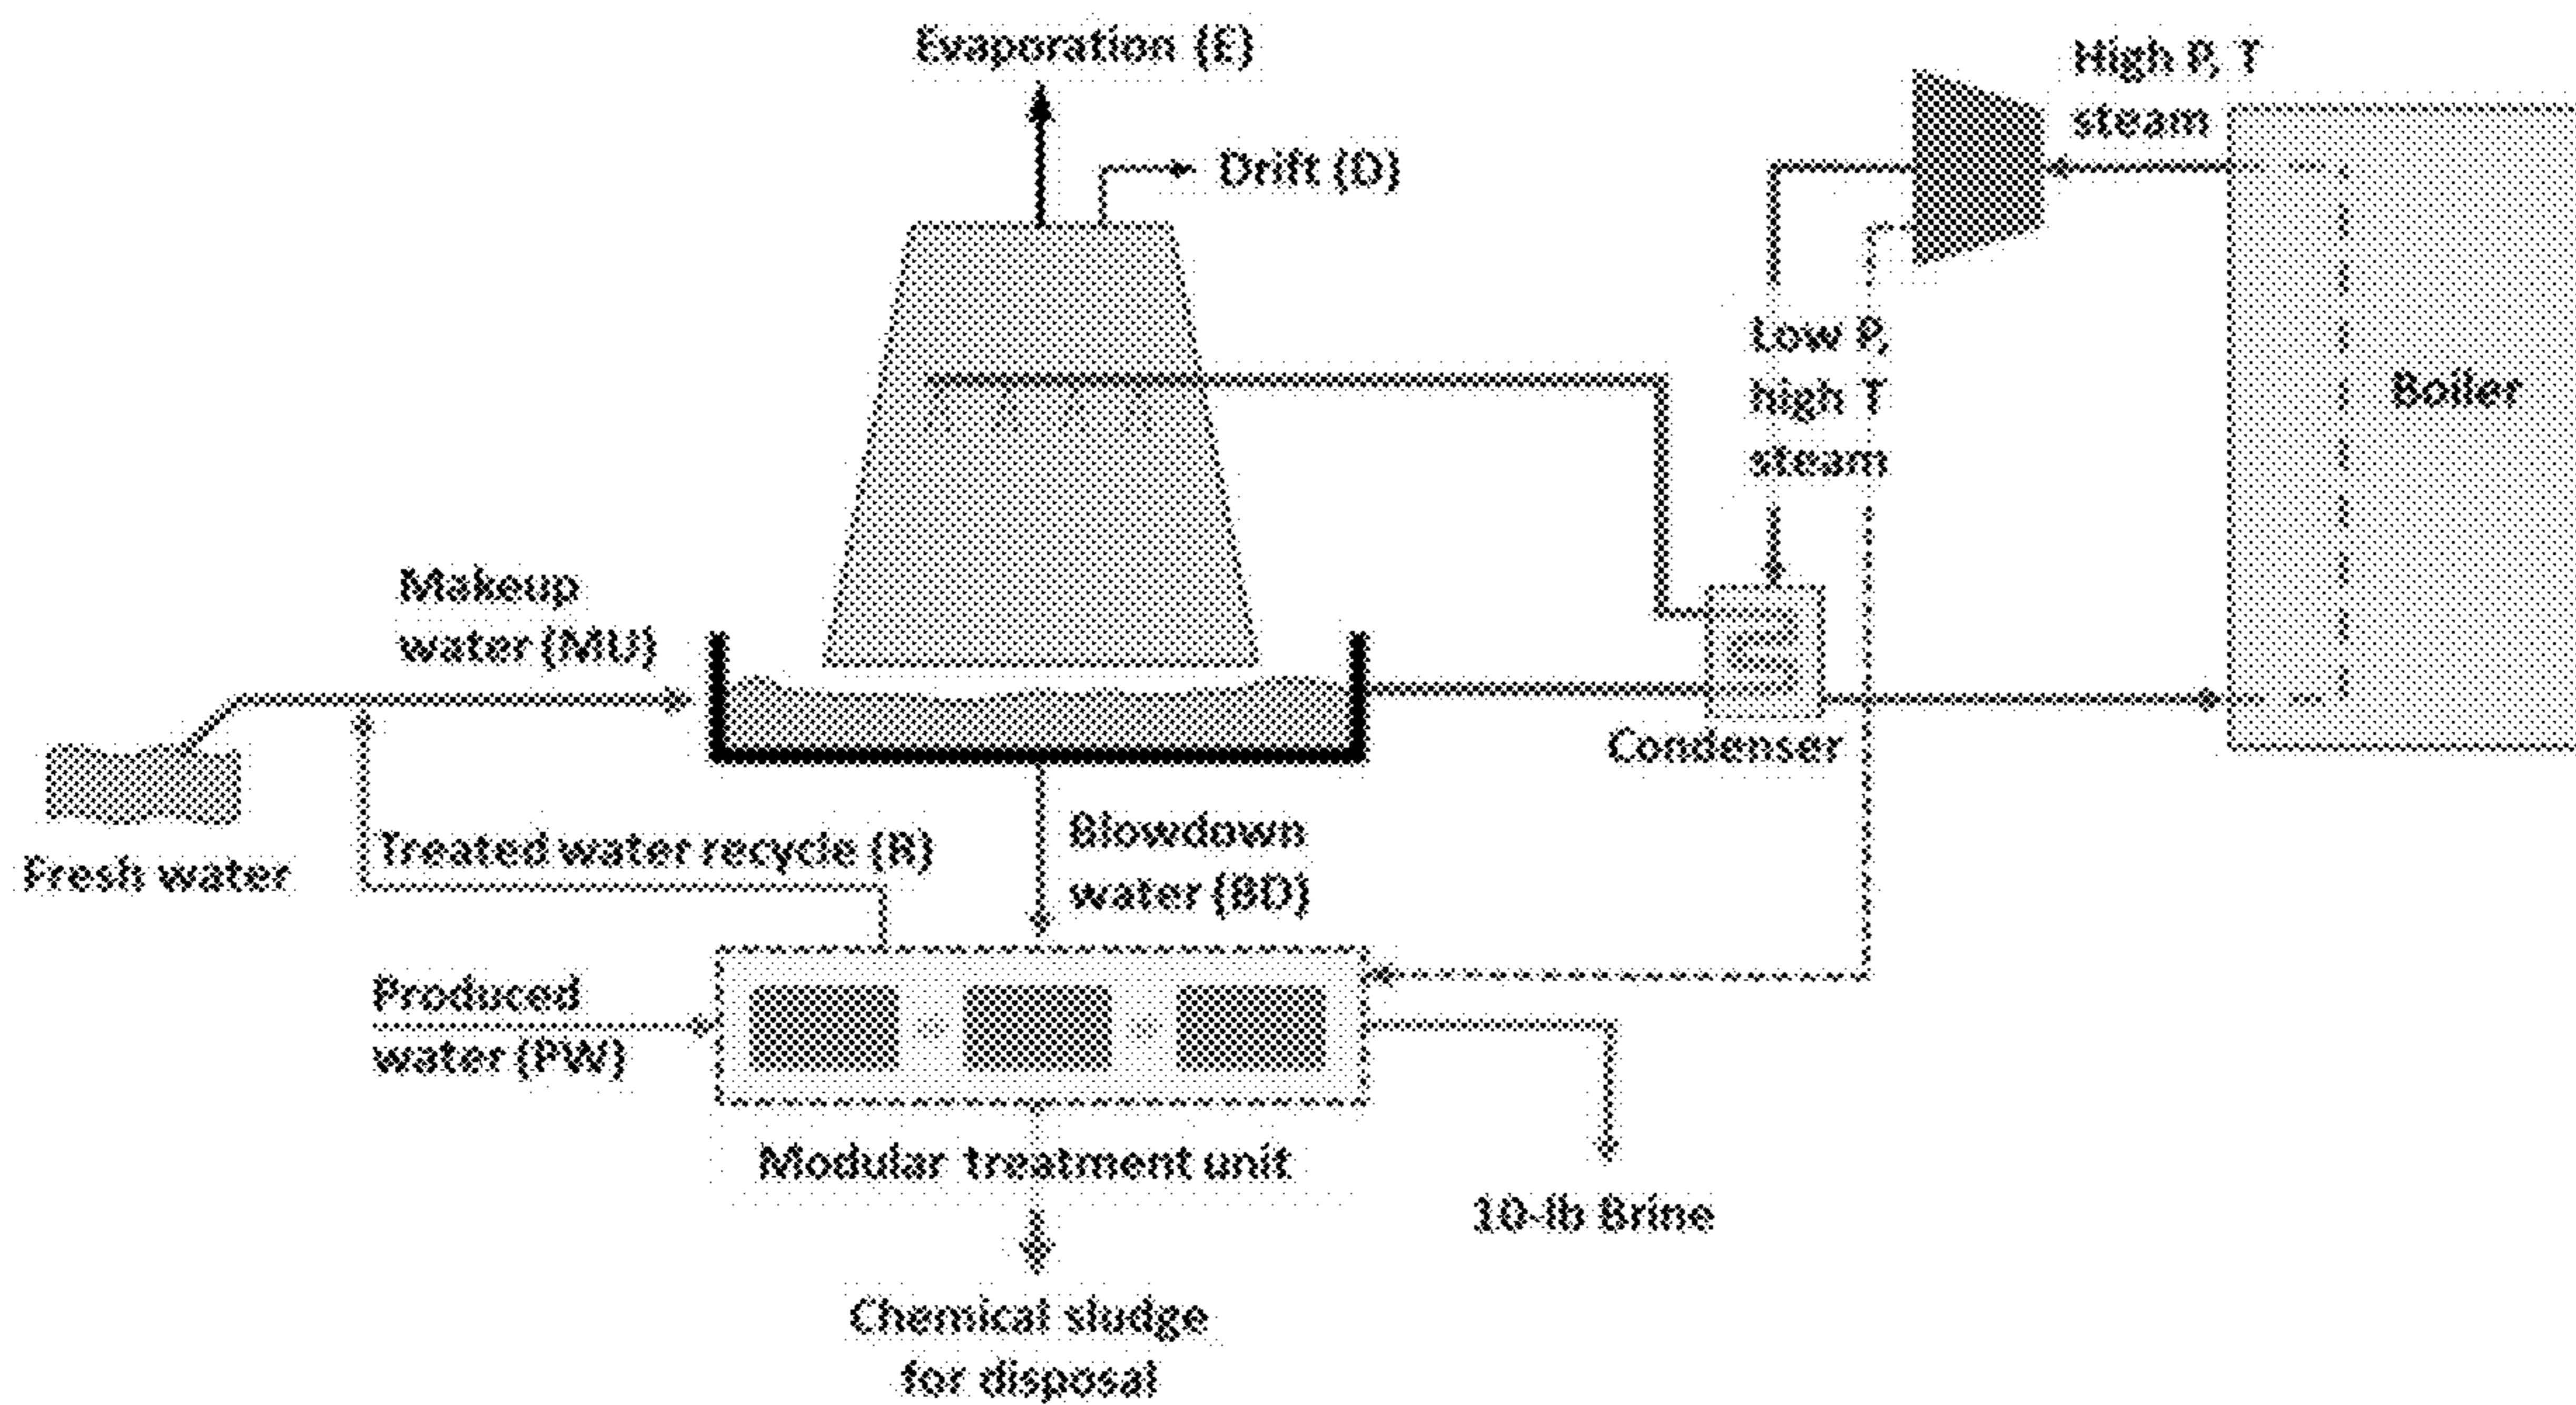 Evaporation (E)
Drift (D)
High P, T
steam
Low P,
high T
steam
Boiler
Makeup
water (MU)
Condenser
Fresh water
Treated water recycle (R)
Blowdown
water (BD)
Produced
water (PW)
Modular treatment unit
10-lb Brine
Chemical sludge
for disposal